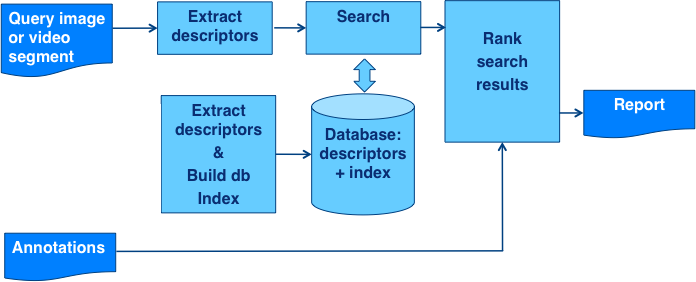 Query image
or video
segment
Extract
descriptors
Search
Rank
search
results
Report
Extract
descriptors
&
Build db
Index
Database:
descriptors
+ index
Annotations